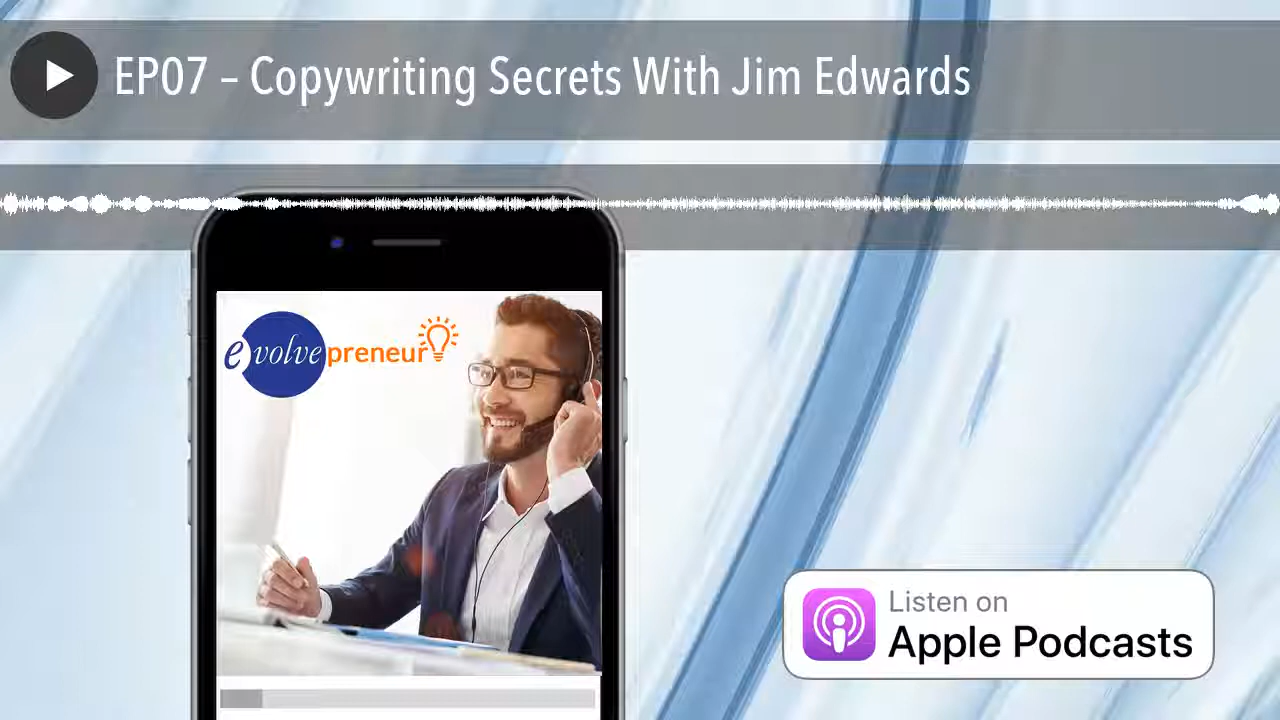 EP07 – Copywriting Secrets With Jim Edwards
evolvepreneur
Listen on
Apple Podcasts